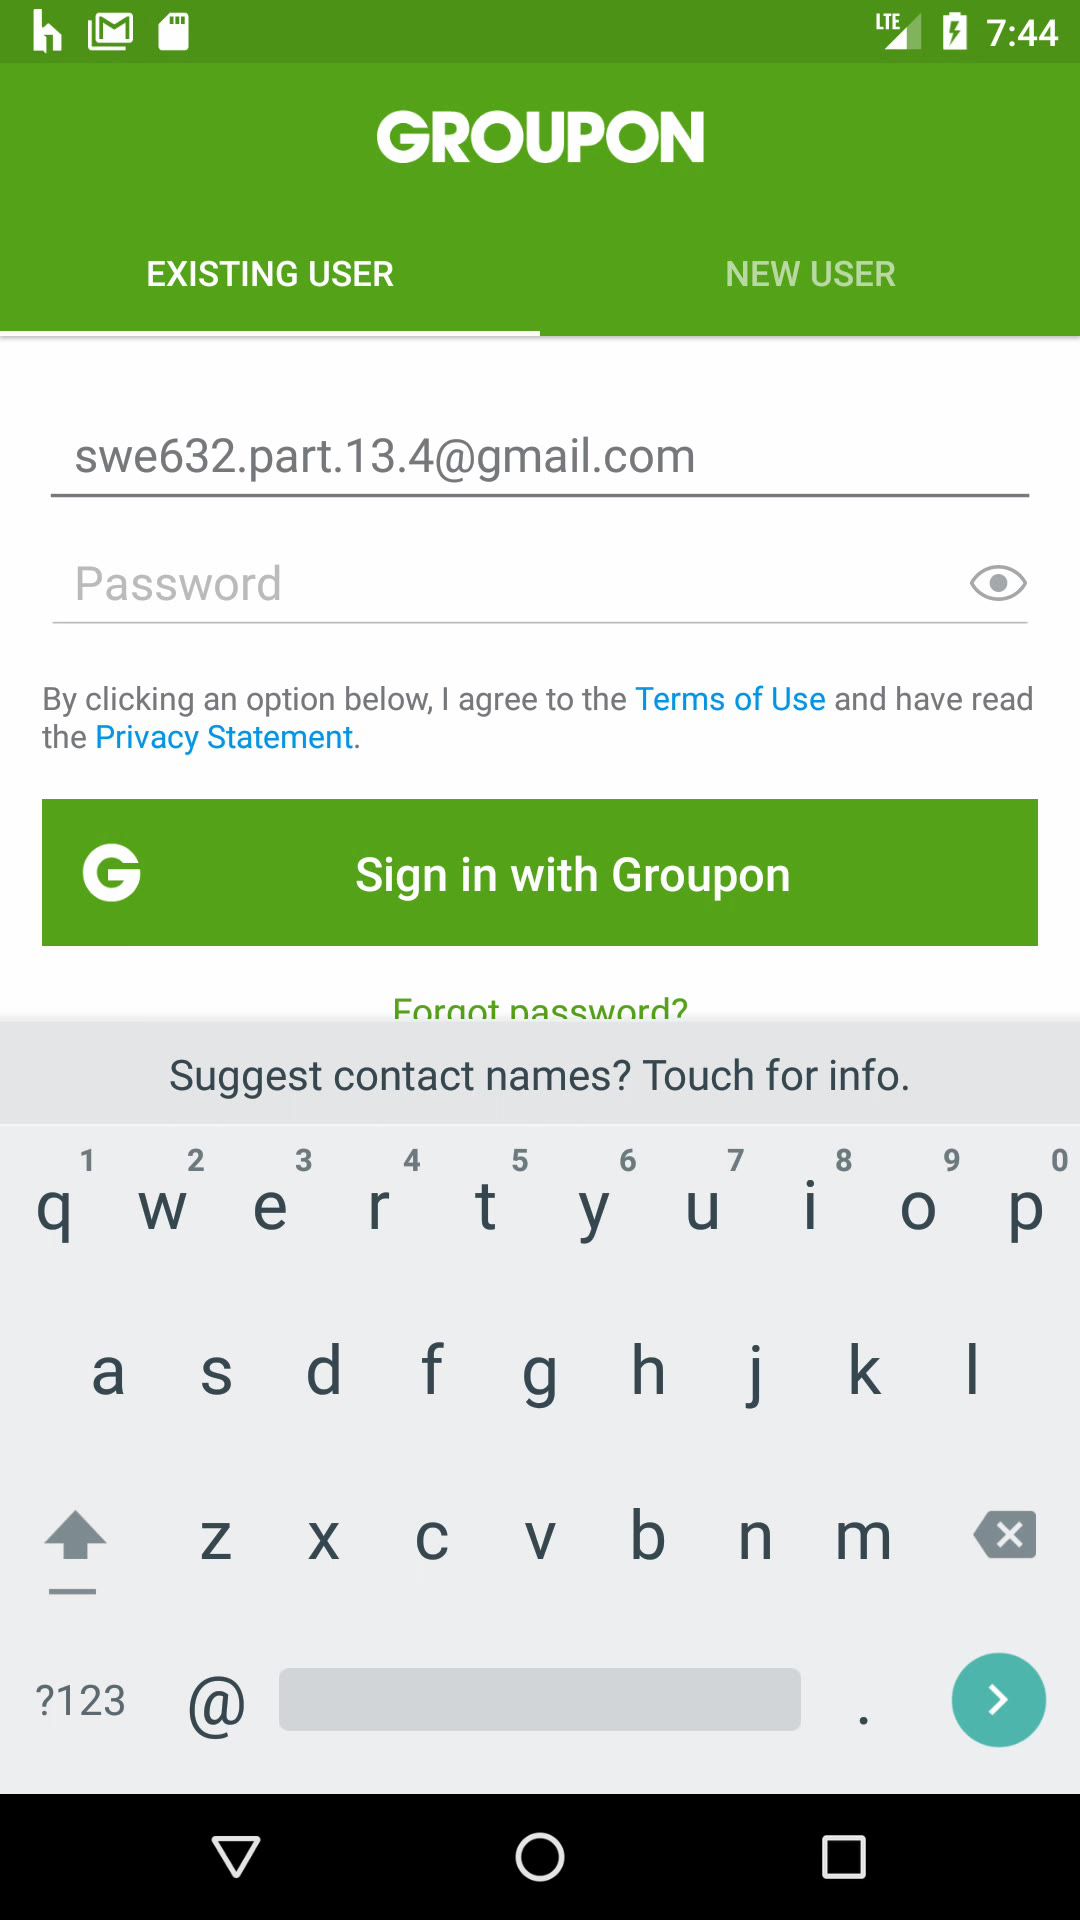 LTE 7:44
GROUPON
EXISTING USER NEW USER
swe632.part.13.4@gmail.com
Password
By clicking an option below, I agree to the Terms of Use and have read
the Privacy Statement.
G Sign in with Groupon
Forgot password?
Suggest contact names? Touch for info.
1 2 3 4 5 6 7 8 9 0
q w e r t y u i o p
a s d f g h j k l
z x c v b n m
?123 @ .